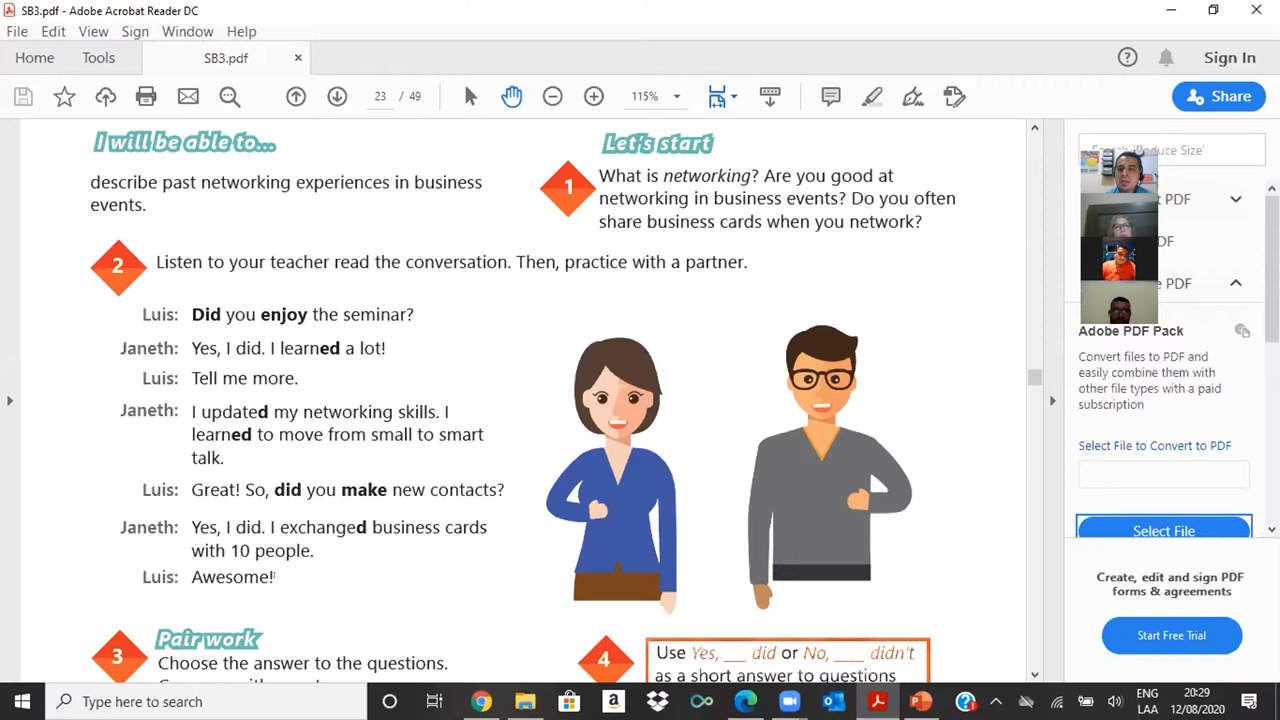 SB3.pdf - Adobe Acrobat Reader DC
File Edit View Sign Window Help
Home Tools SB3.pdf × Sign In
23 / 49 115% Share
I will be able to...
describe past networking experiences in business
events.
Let's start
1 What is networking? Are you good at
networking in business events? Do you often
share business cards when you network?
2 Listen to your teacher read the conversation. Then, practice with a partner.
Luis: Did you enjoy the seminar?
Janeth: Yes, I did. I learned a lot!
Luis: Tell me more.
Janeth: I updated my networking skills. I
learned to move from small to smart
talk.
Luis: Great! So, did you make new contacts?
Janeth: Yes, I did. I exchanged business cards
with 10 people.
Luis: Awesome!
Pair work
3 Choose the answer to the questions.
4 Use Yes, ___ did or No, ____ didn't
as a short answer to questions
Search 'Reduce Size'
PDF
Adobe PDF Pack
Convert files to PDF and
easily combine them with
other file types with a paid
subscription
Select File to Convert to PDF
Select File
Create, edit and sign PDF
forms & agreements
Start Free Trial
Type here to search
ENG
LAA
20:29
12/08/2020